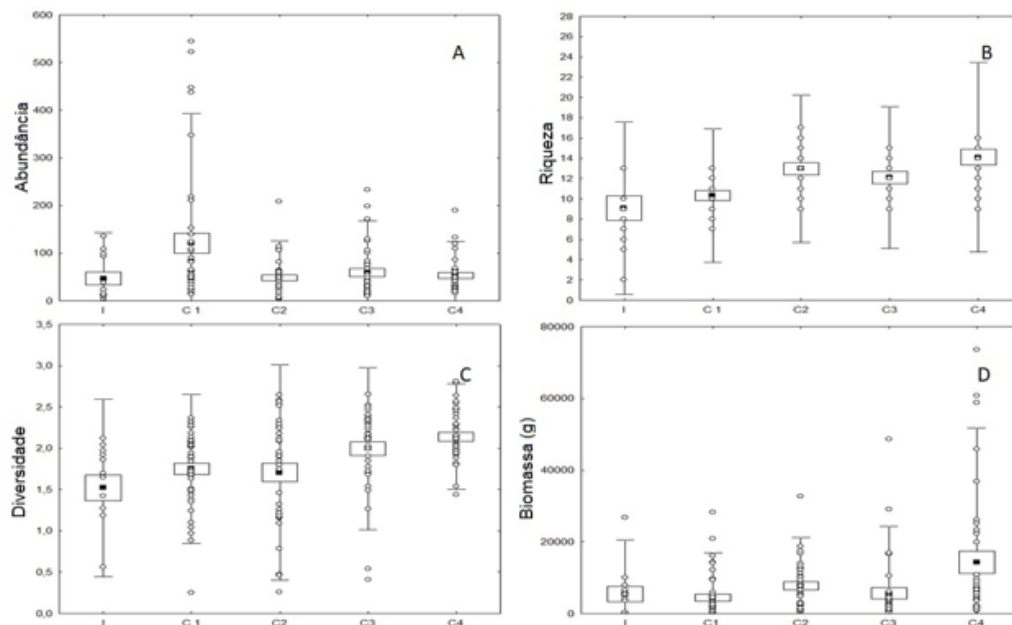 A
Abundância
600
500
400
300
200
100
0
I C 1 C2 C3 C4
B
Riqueza
28
26
24
22
20
18
16
14
12
10
8
6
4
2
0
I C1 C2 C3 C4
C
Diversidade
3,5
3,0
2,5
2,0
1,5
1,0
0,5
0,0
I C 1 C2 C3 C4
D
Biomassa (g)
80000
60000
40000
20000
0
I C1 C2 C3 C4